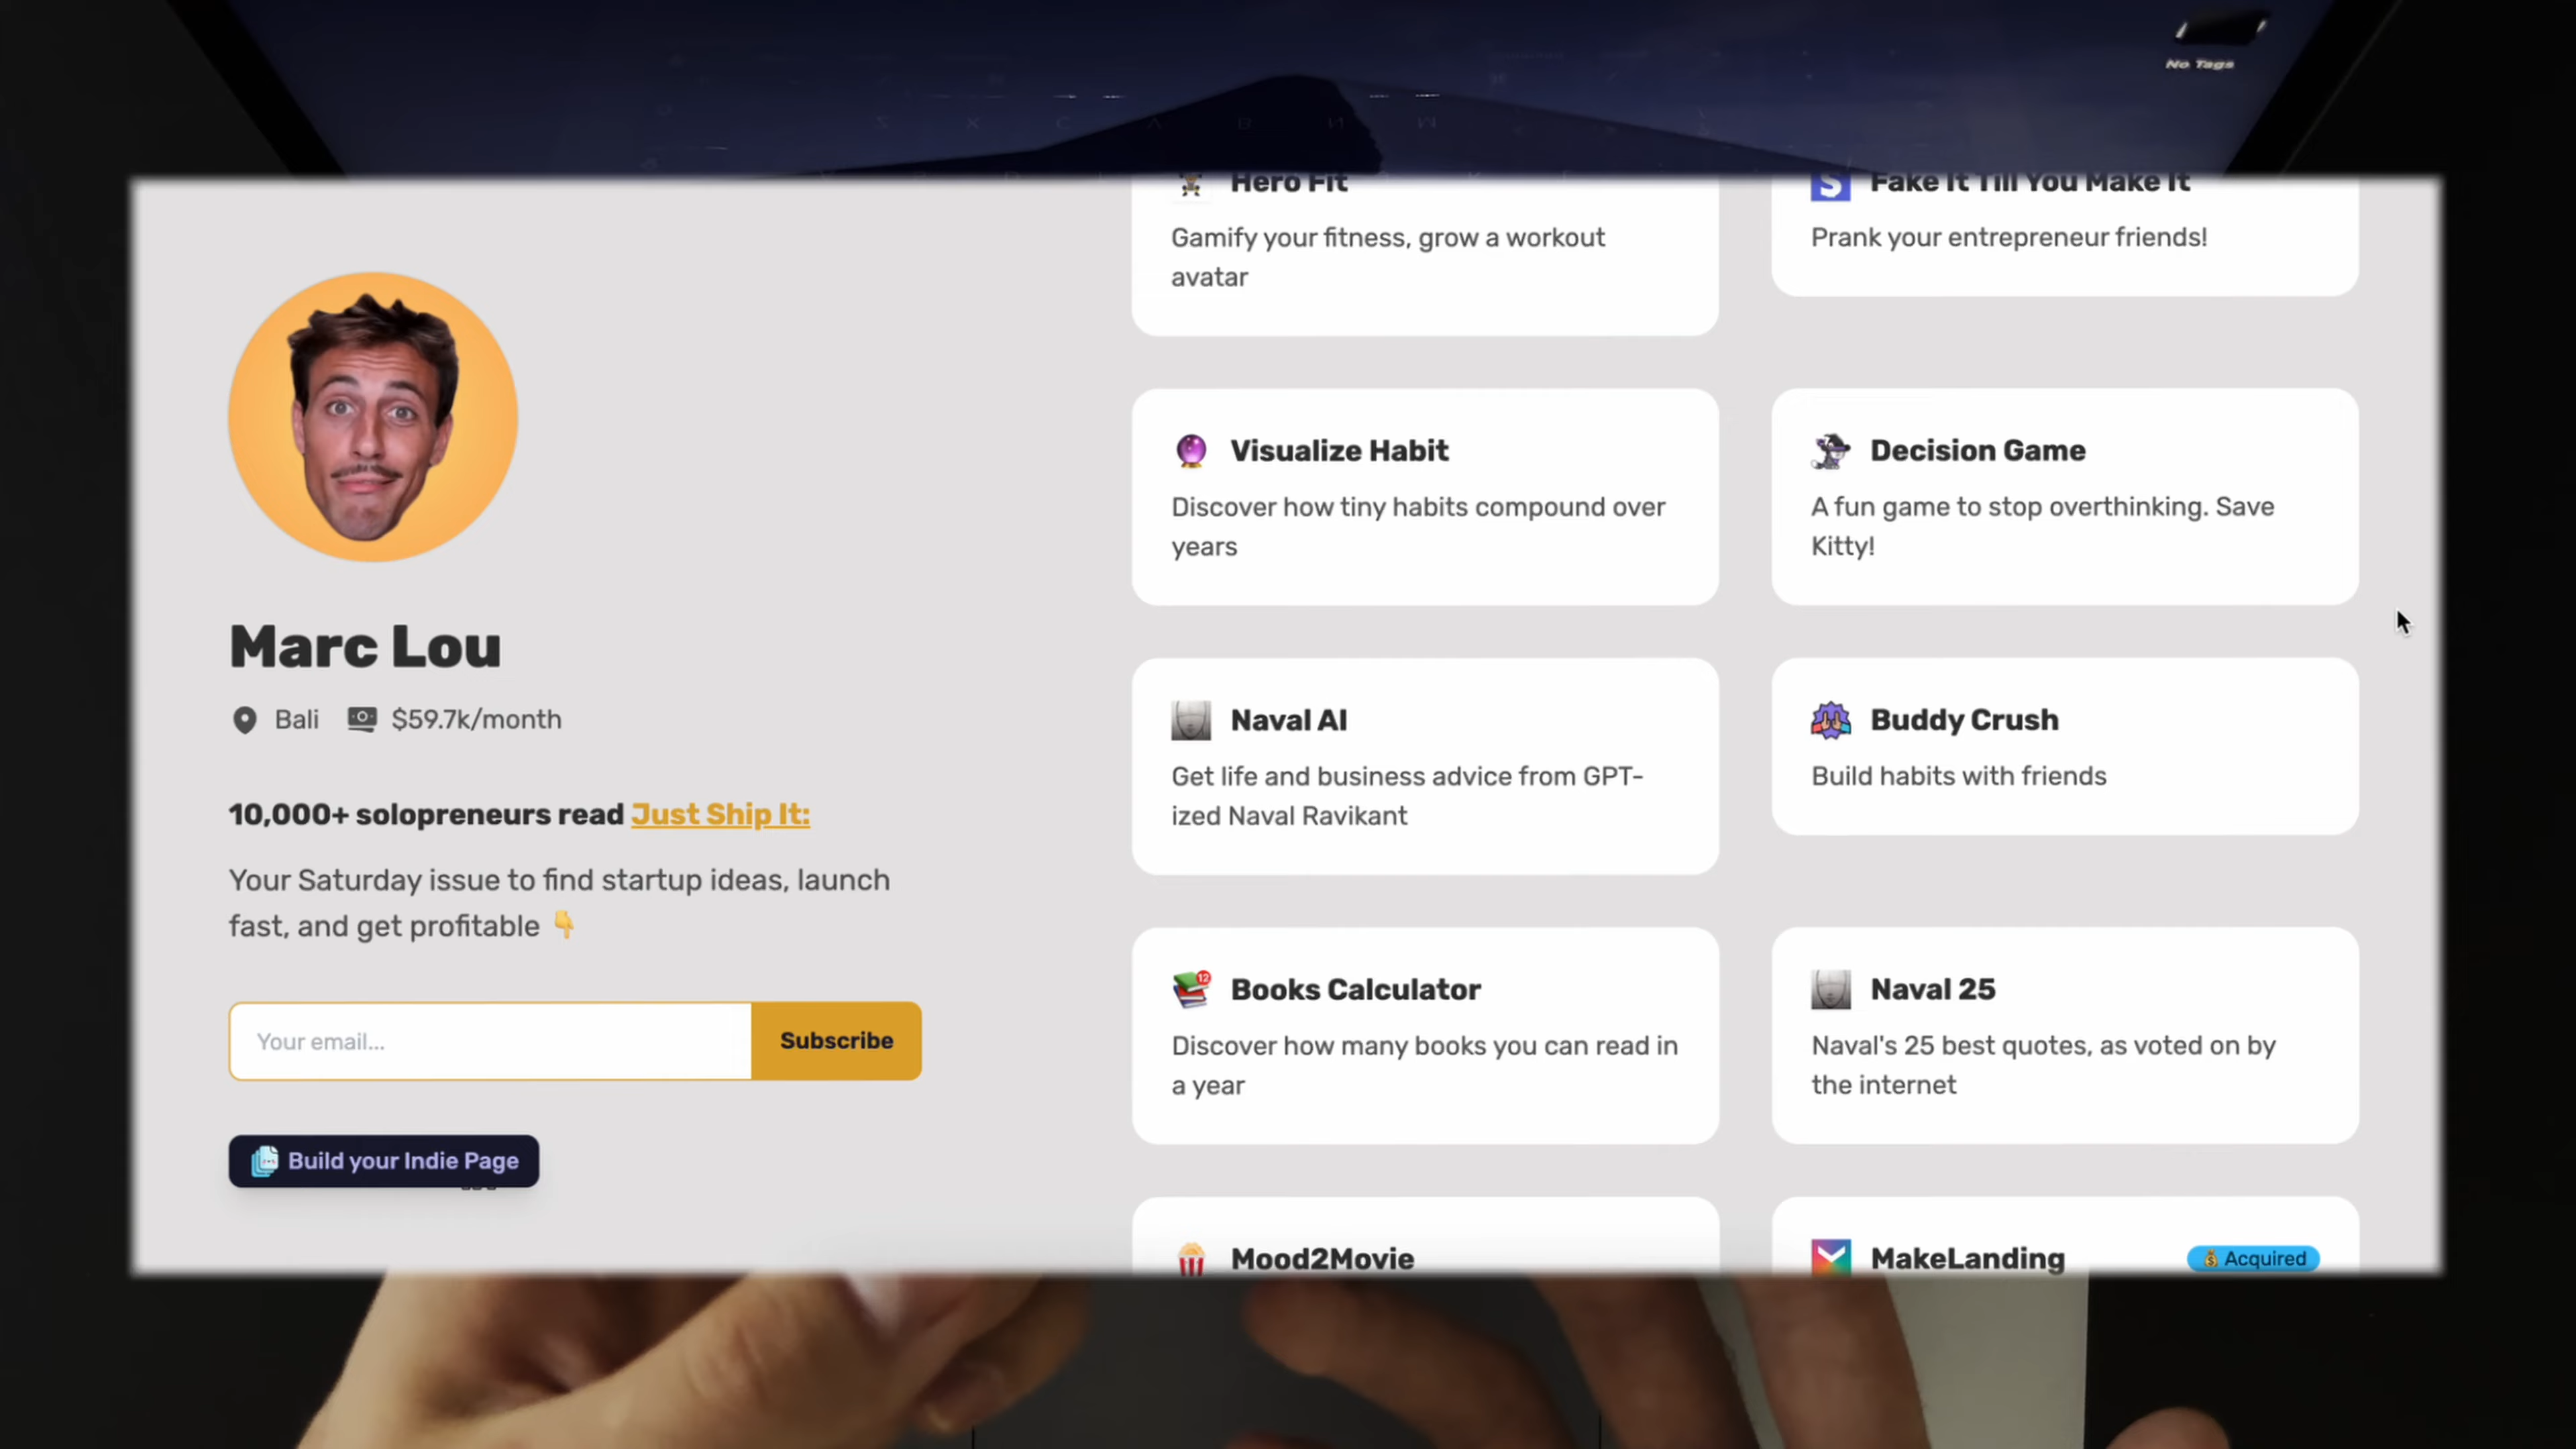 No Tags
Marc Lou
Bali $59.7k/month
10,000+ solopreneurs read Just Ship It:
Your Saturday issue to find startup ideas, launch
fast, and get profitable 👇
Your email...
Subscribe
Build your Indie Page
Hero Fit
Gamify your fitness, grow a workout
avatar
Fake It Till You Make It
Prank your entrepreneur friends!
Visualize Habit
Discover how tiny habits compound over
years
Decision Game
A fun game to stop overthinking. Save
Kitty!
Naval AI
Get life and business advice from GPT-
ized Naval Ravikant
Buddy Crush
Build habits with friends
12
Books Calculator
Discover how many books you can read in
a year
Naval 25
Naval's 25 best quotes, as voted on by
the internet
Mood2Movie
MakeLanding
💰 Acquired